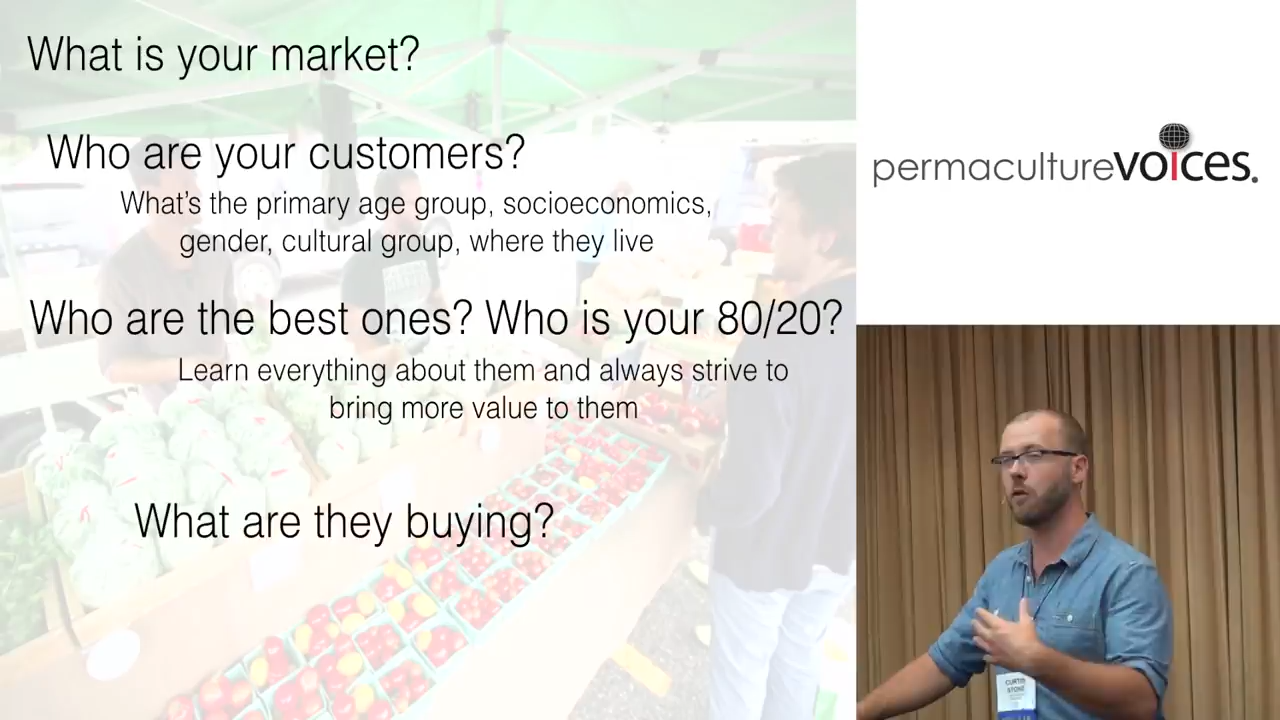 What is your market?
Who are your customers?
What's the primary age group, socioeconomics,
gender, cultural group, where they live
Who are the best ones? Who is your 80/20?
Learn everything about them and always strive to
bring more value to them
What are they buying?
permaculturevoices.
CURTIS
STONE